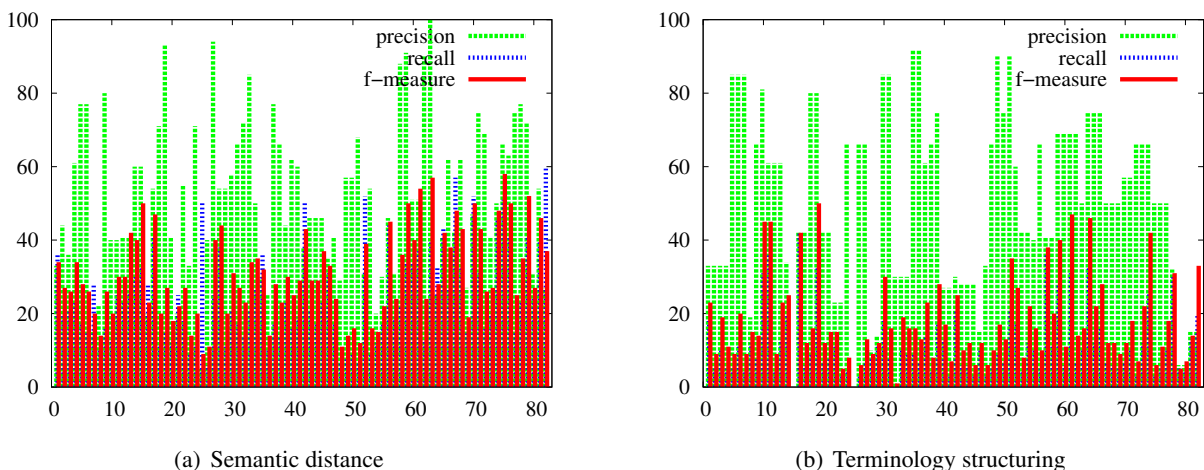 100
80
60
40
20
0
precision
recall
f−measure
0 10 20 30 40 50 60 70 80
(a) Semantic distance
100
80
60
40
20
0
precision
recall
f−measure
0 10 20 30 40 50 60 70 80
(b) Terminology structuring